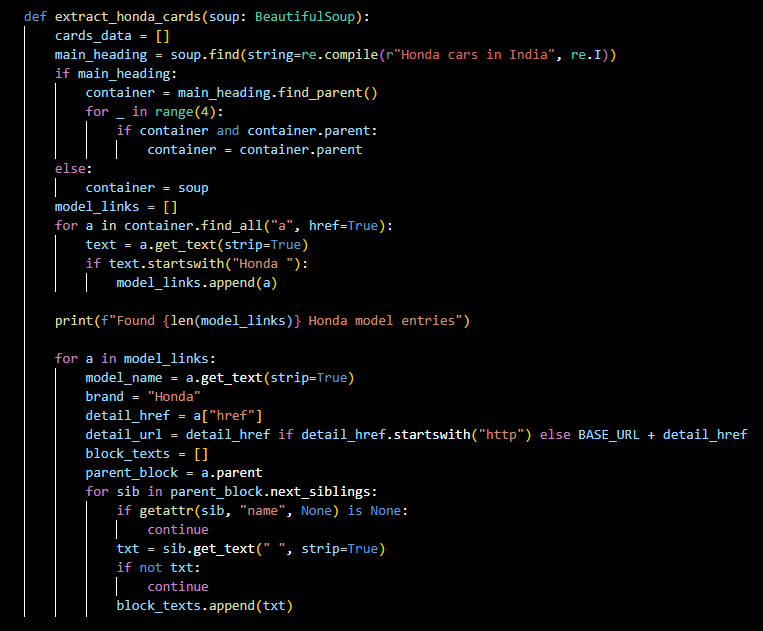 def extract_honda_cards(soup: BeautifulSoup):
    cards_data = []
    main_heading = soup.find(string=re.compile(r"Honda cars in India", re.I))
    if main_heading:
        container = main_heading.find_parent()
        for _ in range(4):
            if container and container.parent:
                container = container.parent
    else:
        container = soup
    model_links = []
    for a in container.find_all("a", href=True):
        text = a.get_text(strip=True)
        if text.startswith("Honda "):
            model_links.append(a)

    print(f"Found {len(model_links)} Honda model entries")

    for a in model_links:
        model_name = a.get_text(strip=True)
        brand = "Honda"
        detail_href = a["href"]
        detail_url = detail_href if detail_href.startswith("http") else BASE_URL + detail_href
        block_texts = []
        parent_block = a.parent
        for sib in parent_block.next_siblings:
            if getattr(sib, "name", None) is None:
                continue
            txt = sib.get_text(" ", strip=True)
            if not txt:
                continue
            block_texts.append(txt)